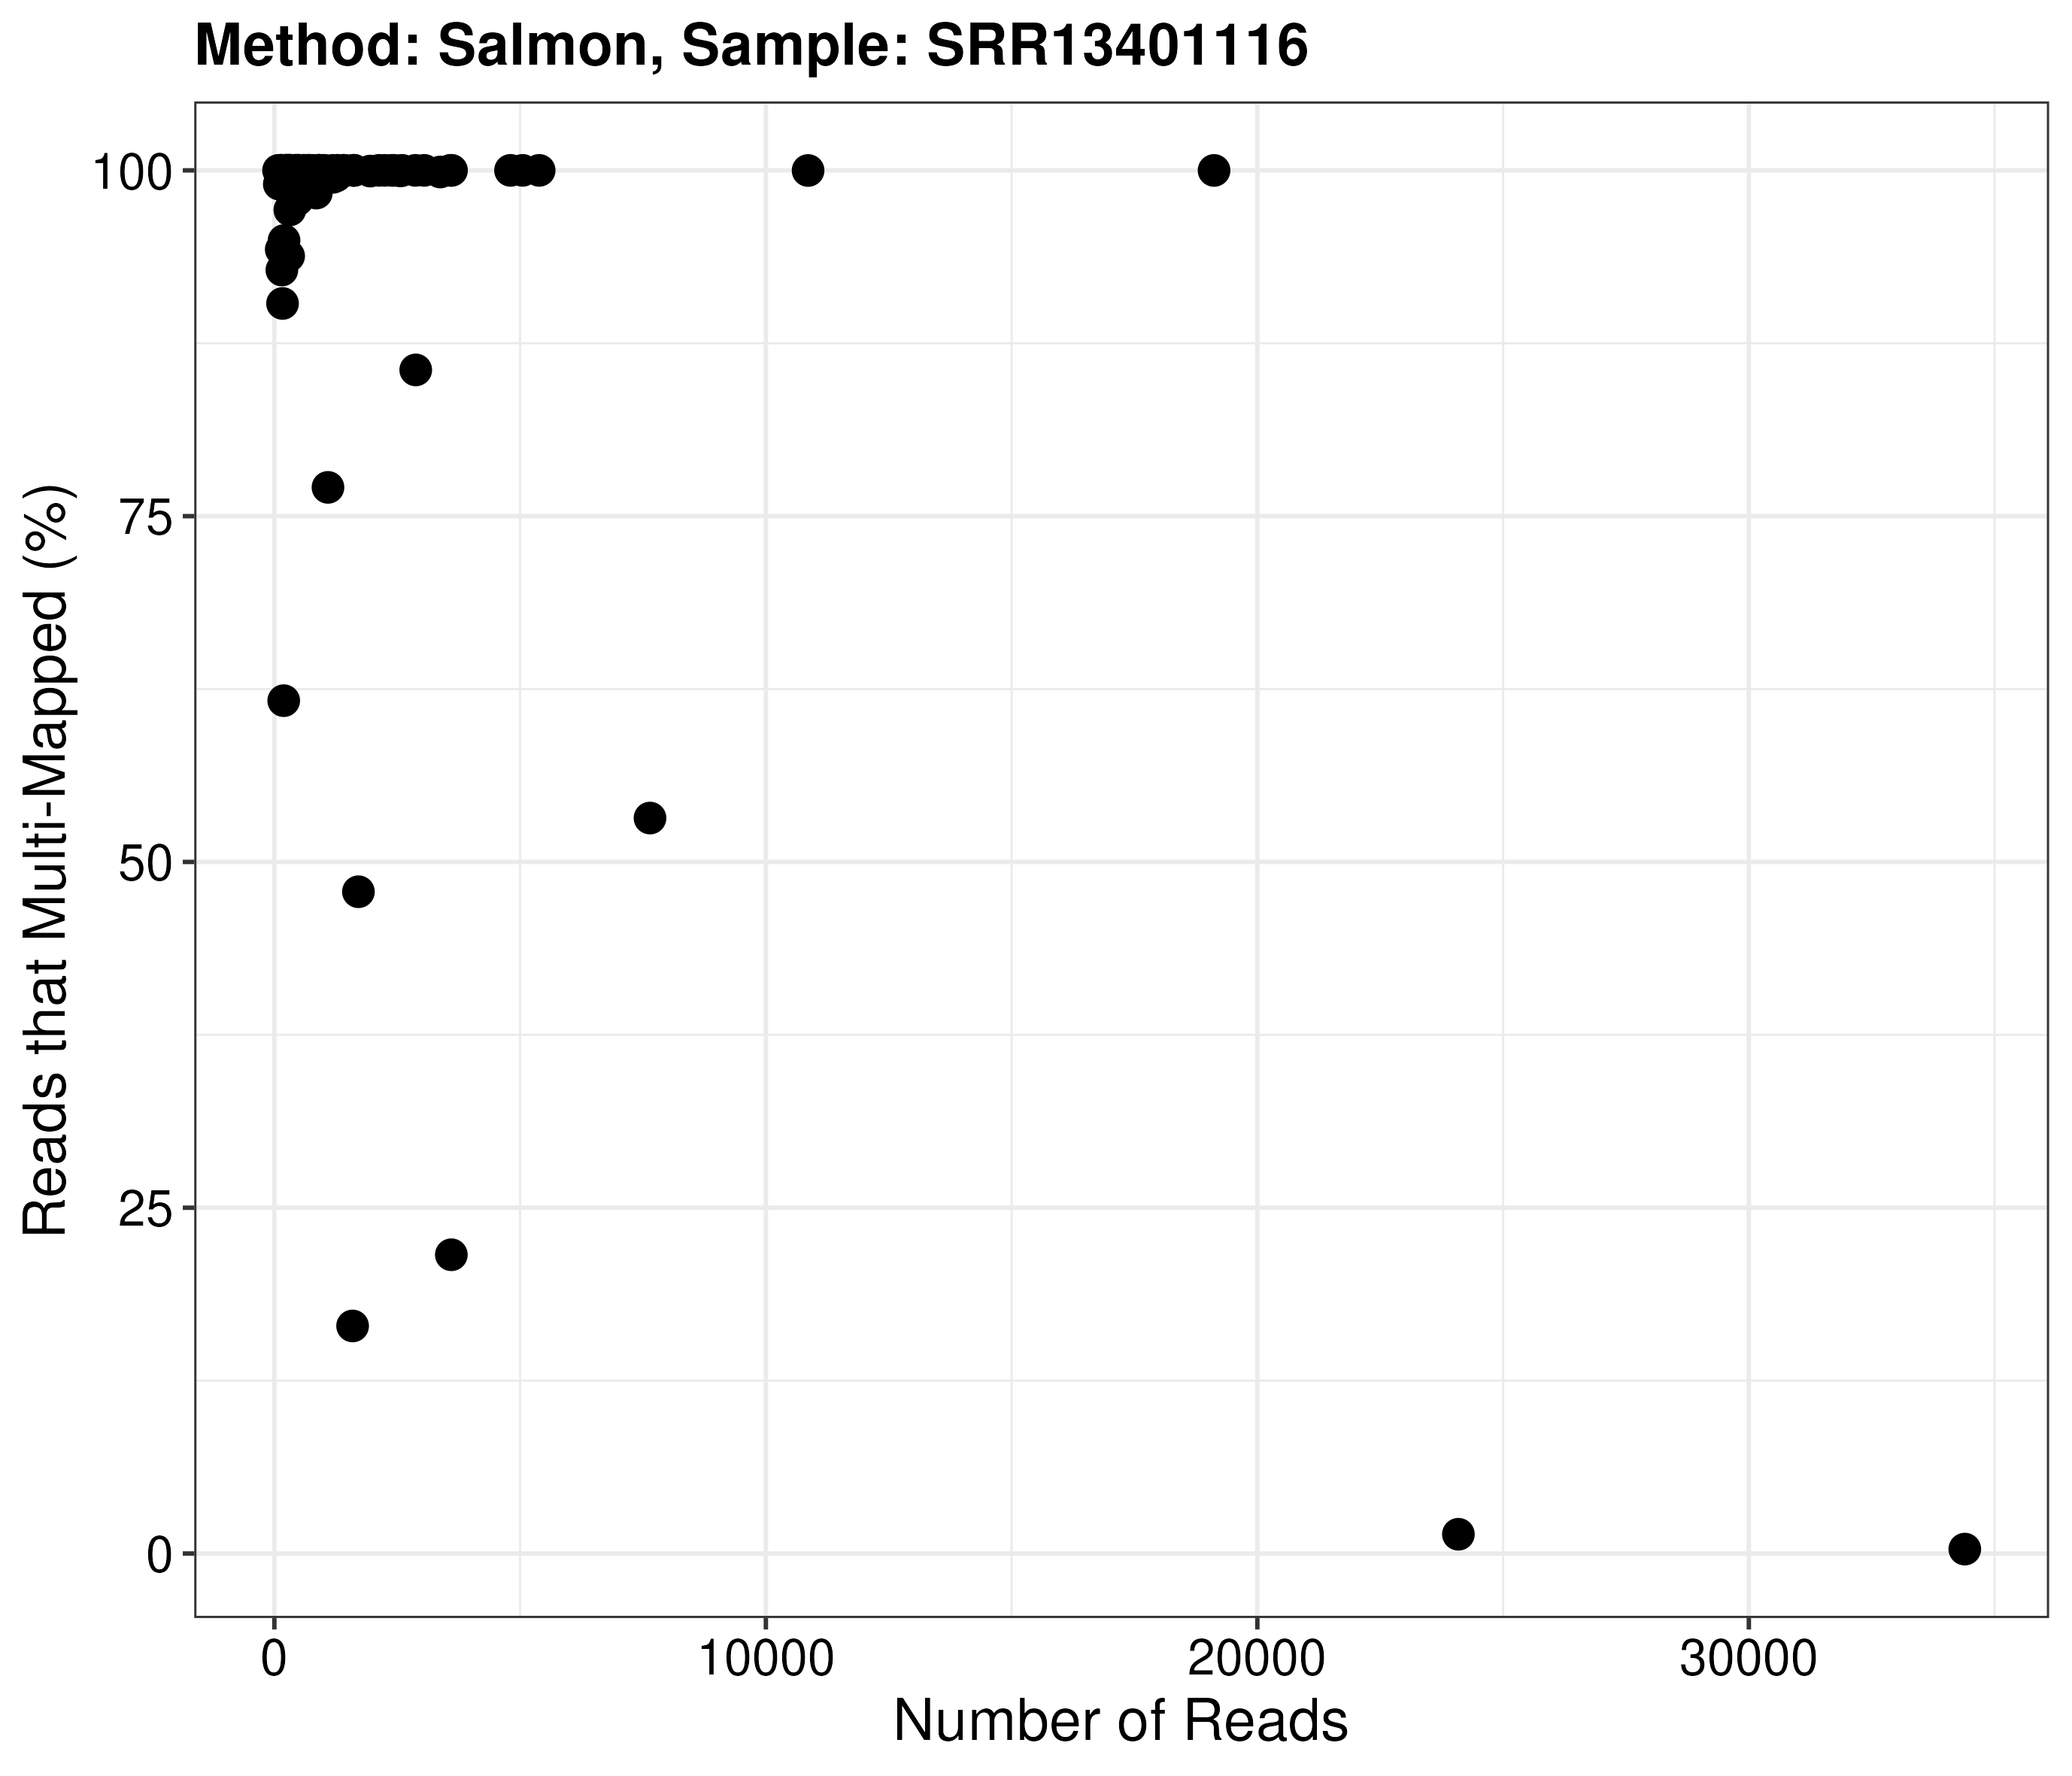 Method: Salmon, Sample: SRR13401116
Reads that Multi-Mapped (%)
100
75
50
25
0
0 10000 20000 30000
Number of Reads